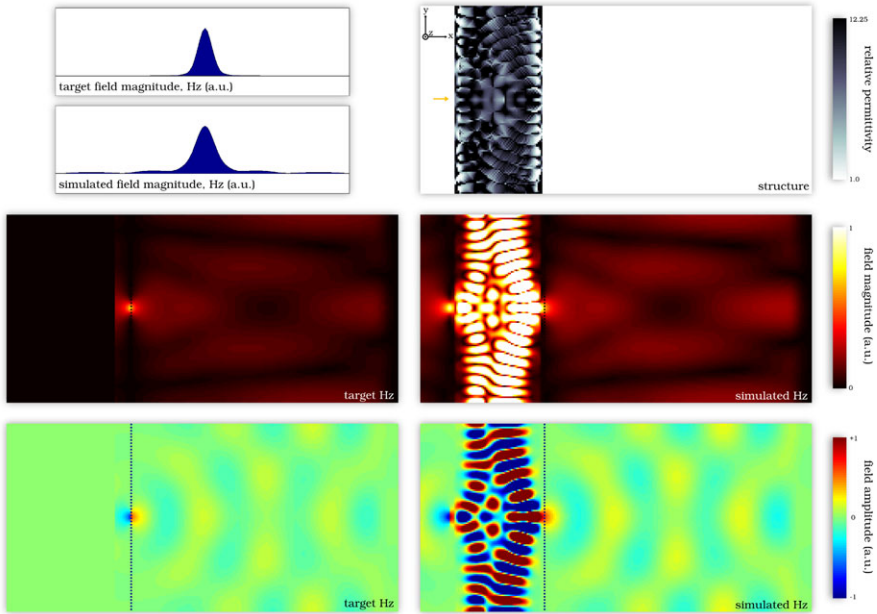 target field magnitude, Hz (a.u.)
simulated field magnitude, Hz (a.u.)
y
z
x
structure
12.25
relative permittivity
1.0
target Hz
simulated Hz
1
field magnitude (a.u.)
0
target Hz
simulated Hz
+1
field amplitude (a.u.)
0
-1